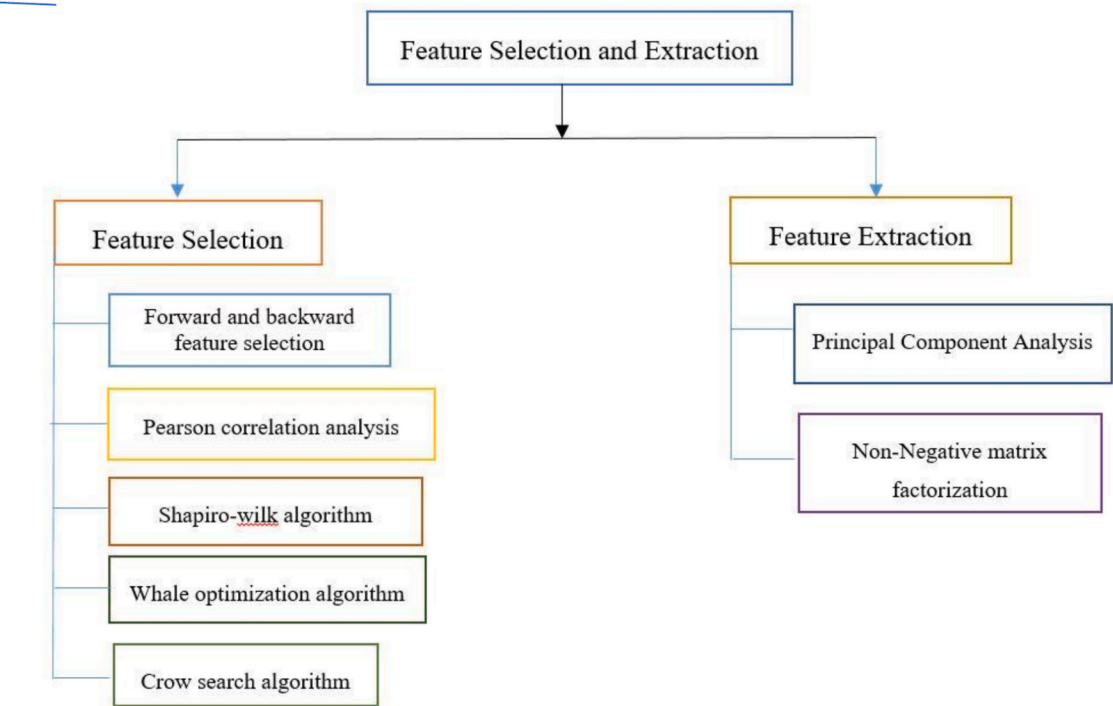 Feature Selection and Extraction
Feature Selection
Forward and backward
feature selection
Pearson correlation analysis
Shapiro-wilk algorithm
Whale optimization algorithm
Crow search algorithm
Feature Extraction
Principal Component Analysis
Non-Negative matrix
factorization